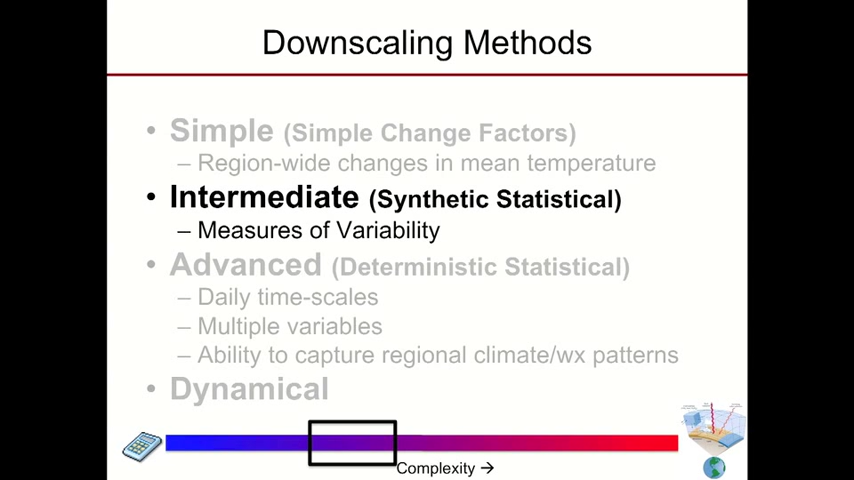 Downscaling Methods
• Simple (Simple Change Factors)
– Region-wide changes in mean temperature
• Intermediate (Synthetic Statistical)
– Measures of Variability
• Advanced (Deterministic Statistical)
– Daily time-scales
– Multiple variables
– Ability to capture regional climate/wx patterns
• Dynamical
Complexity →